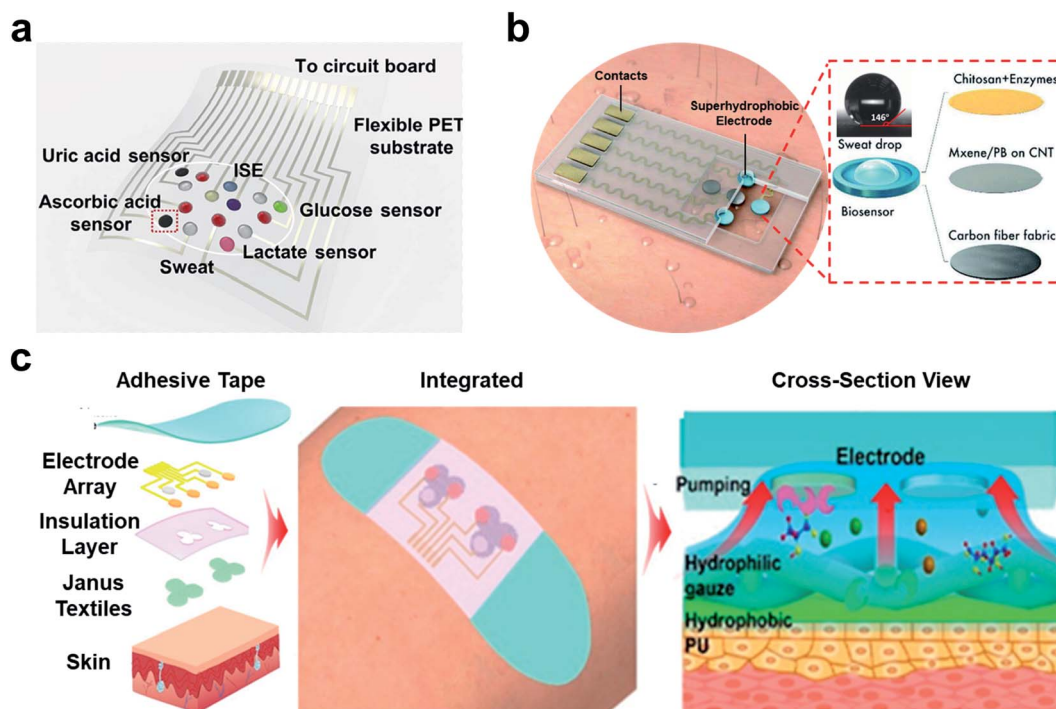 a
To circuit board
Flexible PET
substrate
Uric acid sensor
ISE
Ascorbic acid
sensor
Glucose sensor
Lactate sensor
Sweat
b
Contacts
Superhydrophobic
Electrode
146°
Sweat drop
Biosensor
Chitosan+Enzymes
Mxene/PB on CNT
Carbon fiber fabric
c
Adhesive Tape
Electrode
Array
Insulation
Layer
Janus
Textiles
Skin
Integrated
Cross-Section View
Electrode
Pumping
Hydrophilic
gauze
Hydrophobic
PU